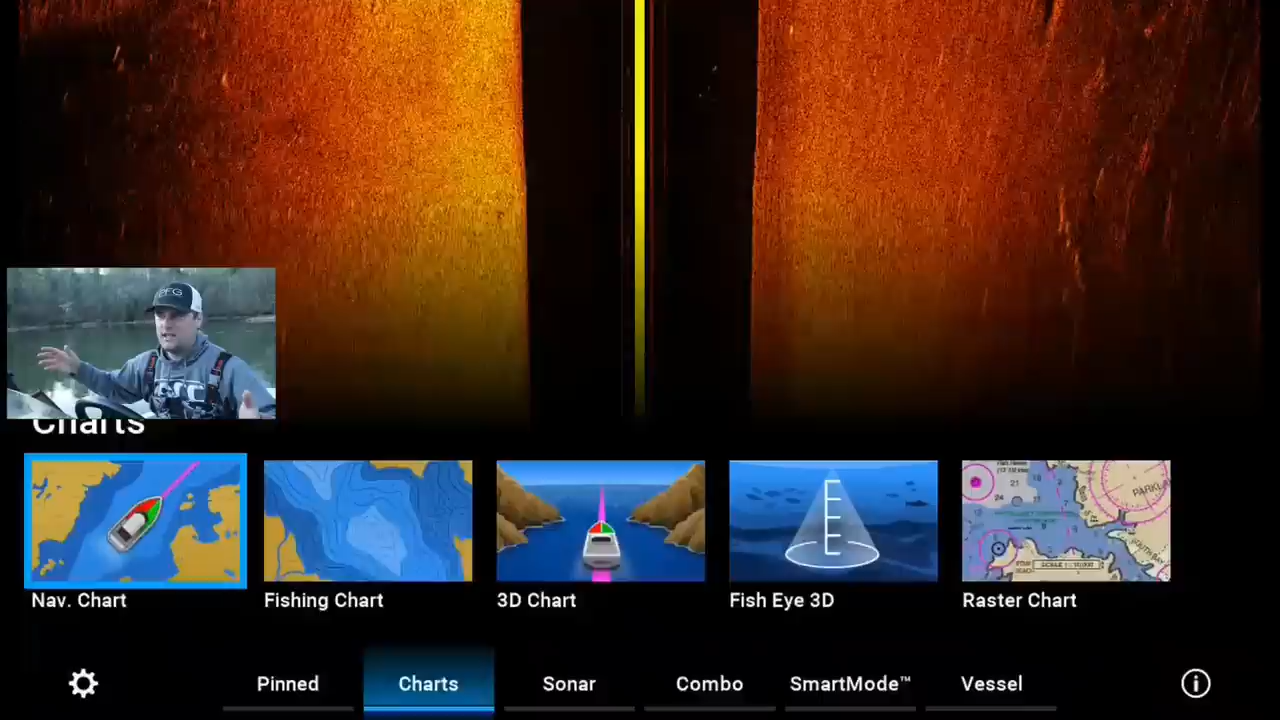 Charts
Nav. Chart
Fishing Chart
3D Chart
Fish Eye 3D
Raster Chart
Pinned
Charts
Sonar
Combo
SmartMode™
Vessel